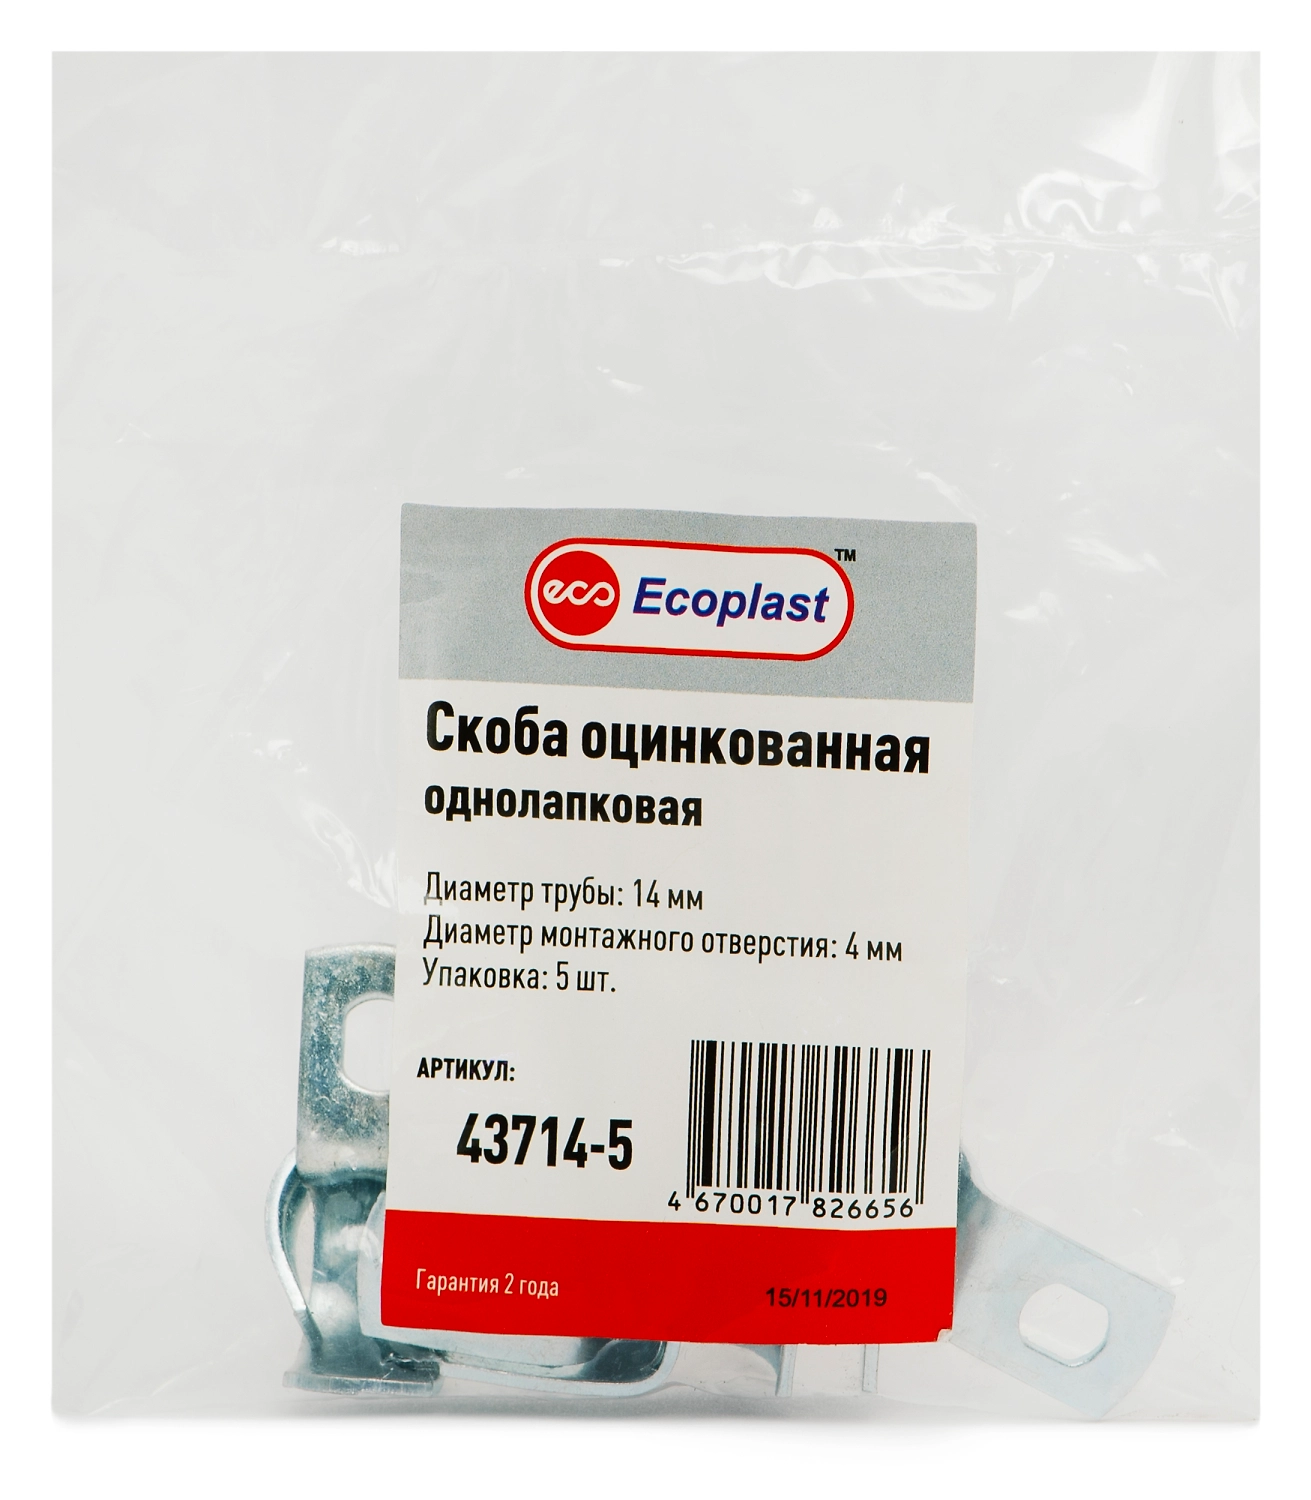 eco Ecoplast™
Скоба оцинкованная
однолапковая
Диаметр трубы: 14 мм
Диаметр монтажного отверстия: 4 мм
Упаковка: 5 шт.
АРТИКУЛ:
43714-5
4 670017 826656
Гарантия 2 года
15/11/2019